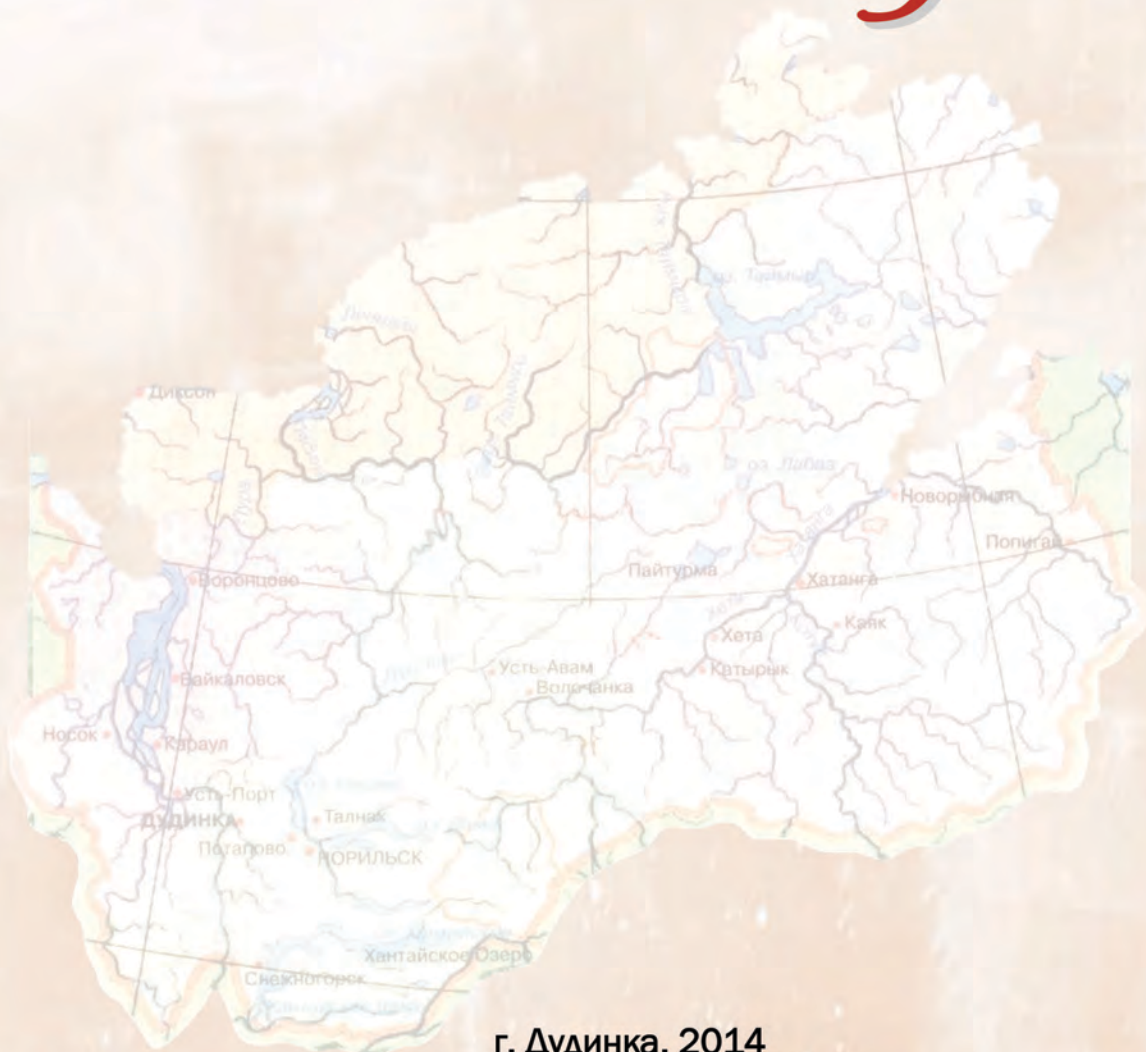 Диксон
оз. Таймыр
оз. Лабаз
Новорыбная
Попигай
Воронцово
Пайтурма
Хатанга
Хета
Каяк
Хета
Катырык
Усть-Авам
Волочанка
Байкаловск
Носок
Караул
Усть-Порт
ДУДИНКА
Талнах
Потапово
НОРИЛЬСК
Хантайское Озеро
Снежногорск
г. Дудинка, 2014